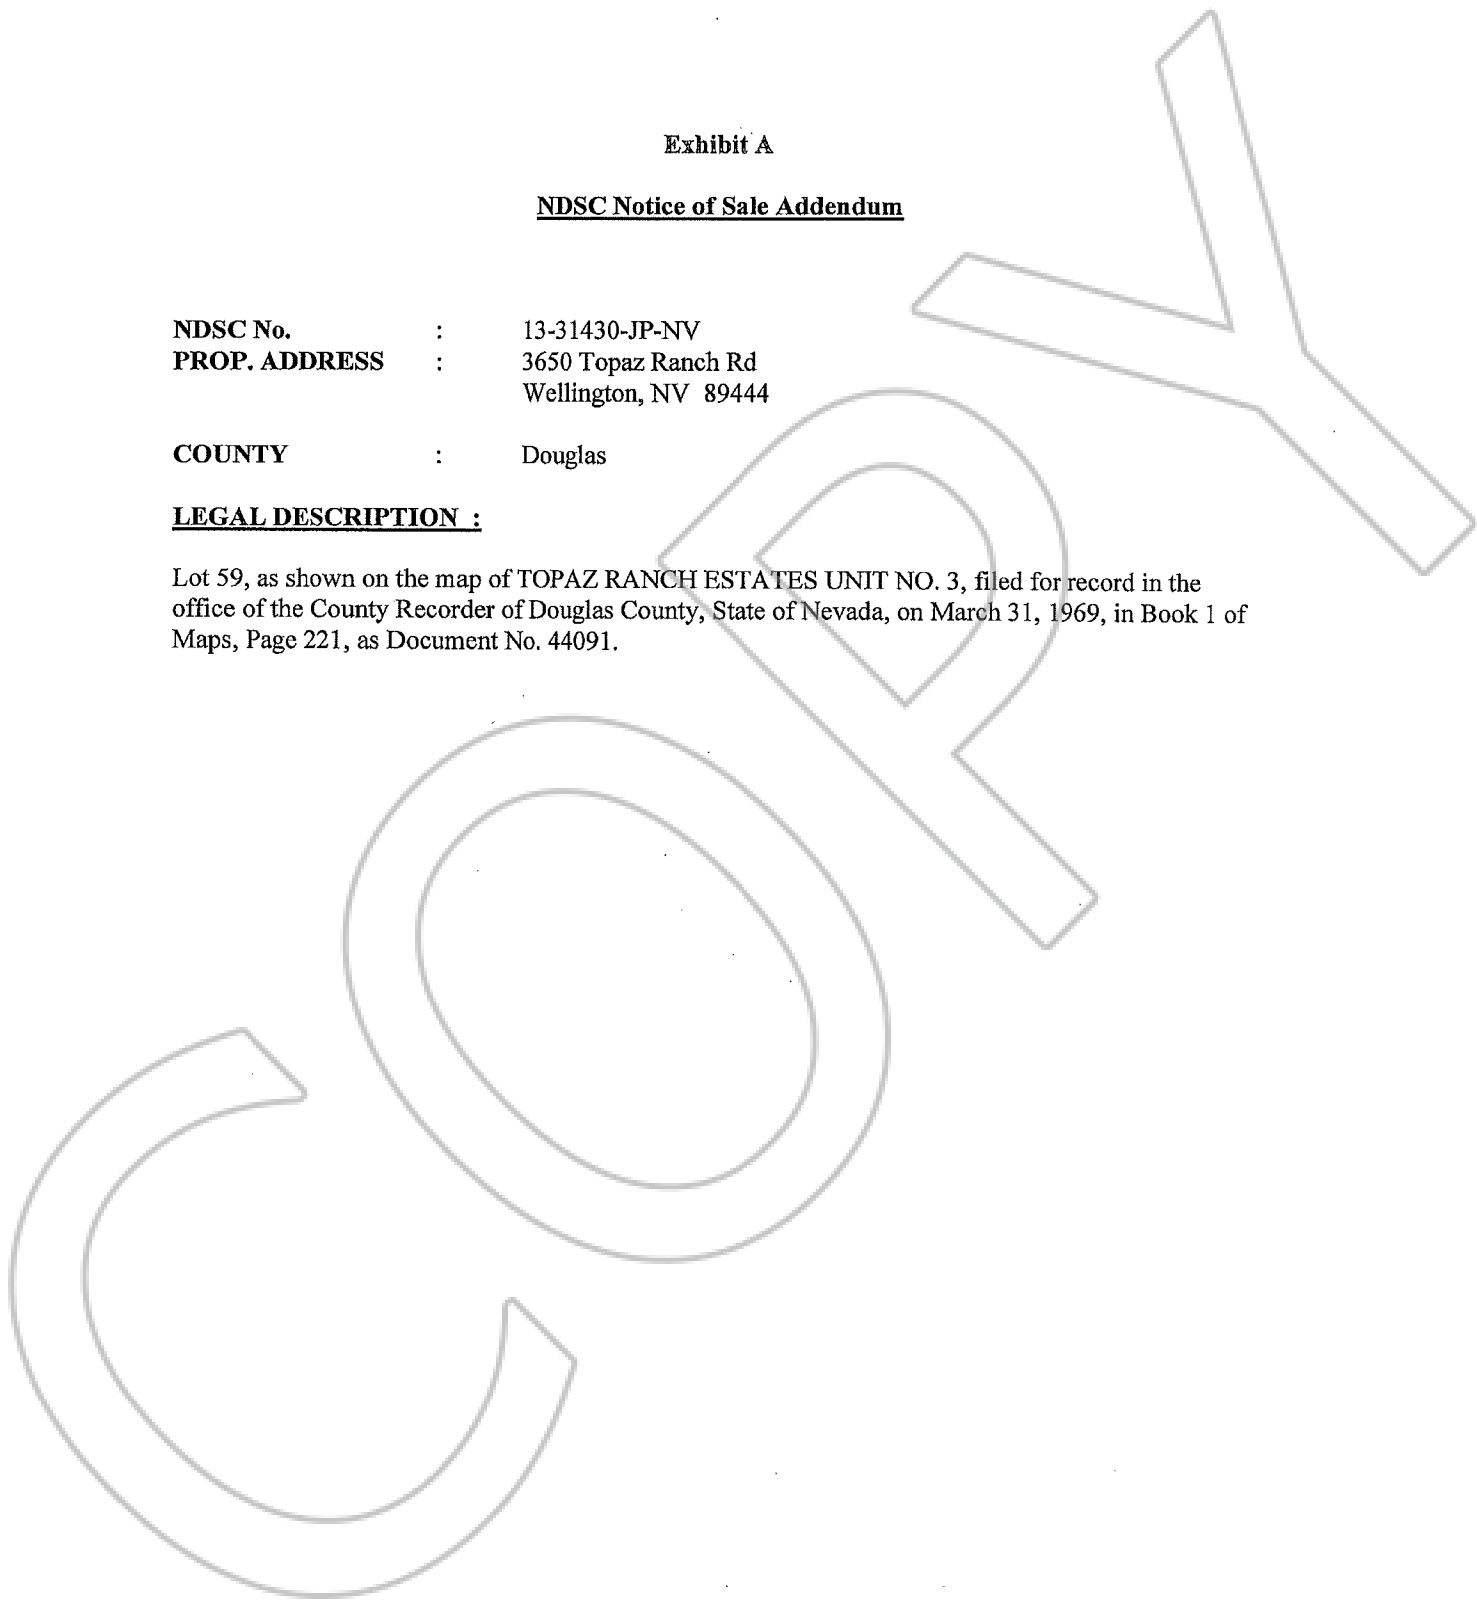 Exhibit A
NDSC Notice of Sale Addendum
NDSC No. : 13-31430-JP-NV
PROP. ADDRESS : 3650 Topaz Ranch Rd
Wellington, NV 89444
COUNTY : Douglas
LEGAL DESCRIPTION :
Lot 59, as shown on the map of TOPAZ RANCH ESTATES UNIT NO. 3, filed for record in the
office of the County Recorder of Douglas County, State of Nevada, on March 31, 1969, in Book 1 of
Maps, Page 221, as Document No. 44091.
COPY